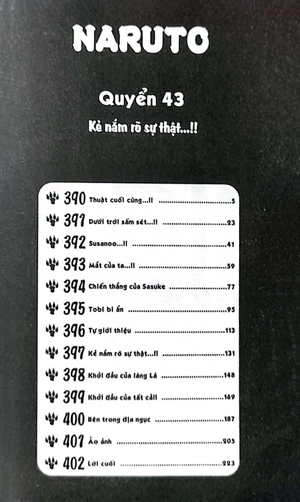 NARUTO
Quyển 43
Kẻ nắm rõ sự thật...!!
390 Thuật cuối cùng...!! 5
391 Dưới trời sấm sét...!! 23
392 Susanoo...!! 41
393 Mắt của ta...!! 59
394 Chiến thắng của Sasuke 77
395 Tobi bí ẩn 95
396 Tự giới thiệu 113
397 Kẻ nắm rõ sự thật...!! 131
398 Khởi đầu của làng Lá 148
399 Khởi đầu của tất cả!! 169
400 Bên trong địa ngục 187
401 Ảo ảnh 205
402 Lời cuối 223